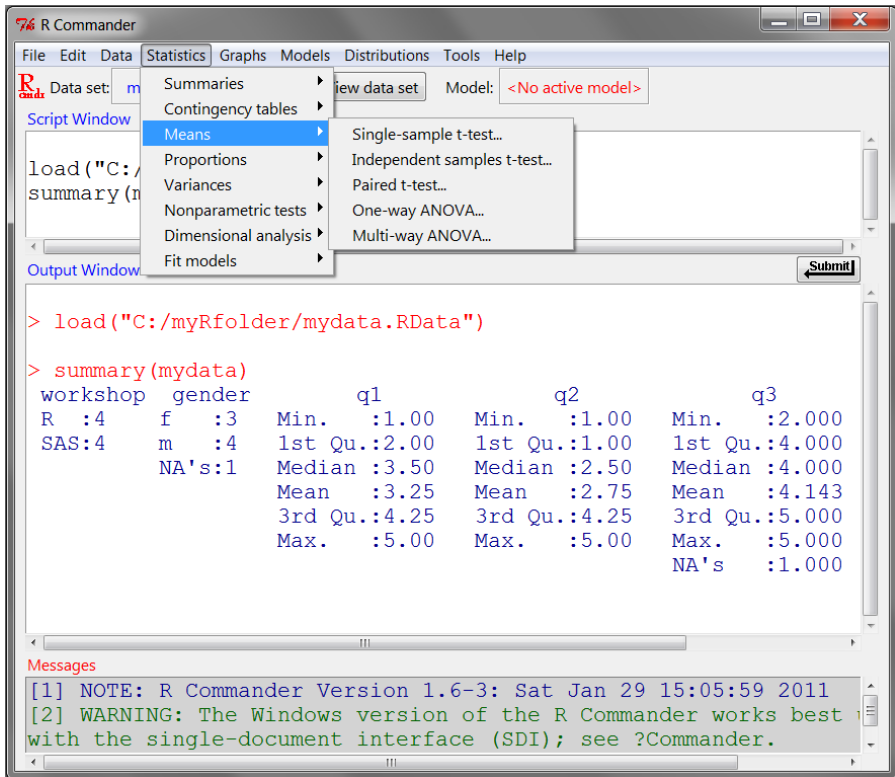 R Commander
File Edit Data Statistics Graphs Models Distributions Tools Help
R cmdr Data set: m iew data set Model: <No active model>
Script Window
load("C:/
summary(m
Summaries
Contingency tables
Means
Proportions
Variances
Nonparametric tests
Dimensional analysis
Fit models
Single-sample t-test...
Independent samples t-test...
Paired t-test...
One-way ANOVA...
Multi-way ANOVA...
Output Window
Submit
> load("C:/myRfolder/mydata.RData")
> summary(mydata)
workshop gender q1 q2 q3
R :4 f :3 Min. :1.00 Min. :1.00 Min. :2.000
SAS:4 m :4 1st Qu.:2.00 1st Qu.:1.00 1st Qu.:4.000
NA's:1 Median :3.50 Median :2.50 Median :4.000
Mean :3.25 Mean :2.75 Mean :4.143
3rd Qu.:4.25 3rd Qu.:4.25 3rd Qu.:5.000
Max. :5.00 Max. :5.00 Max. :5.000
NA's :1.000
Messages
[1] NOTE: R Commander Version 1.6-3: Sat Jan 29 15:05:59 2011
[2] WARNING: The Windows version of the R Commander works best
with the single-document interface (SDI); see ?Commander.